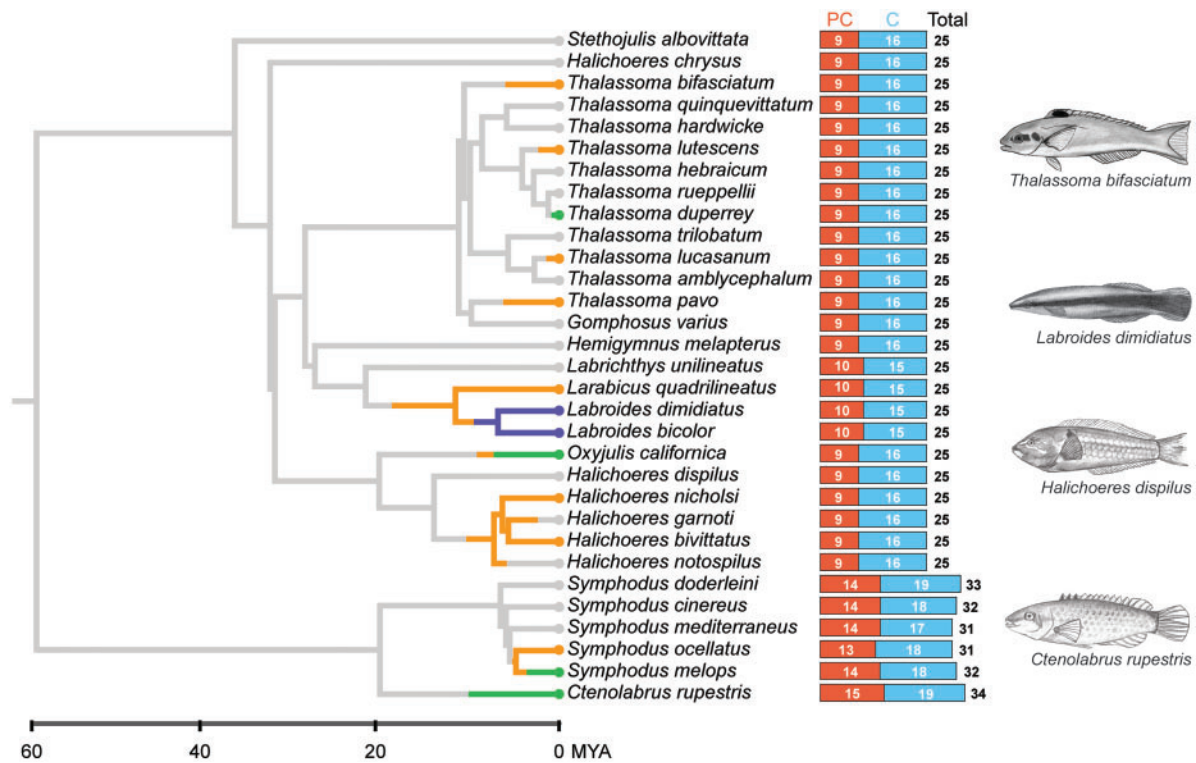 PC C Total
Stethojulis albovittata 9 16 25
Halichoeres chrysus 9 16 25
Thalassoma bifasciatum 9 16 25
Thalassoma quinquevittatum 9 16 25
Thalassoma hardwicke 9 16 25
Thalassoma lutescens 9 16 25
Thalassoma hebraicum 9 16 25
Thalassoma rueppellii 9 16 25
Thalassoma duperrey 9 16 25
Thalassoma trilobatum 9 16 25
Thalassoma lucasanum 9 16 25
Thalassoma amblycephalum 9 16 25
Thalassoma pavo 9 16 25
Gomphosus varius 9 16 25
Hemigymnus melapterus 9 16 25
Labrichthys unilineatus 10 15 25
Larabicus quadrilineatus 10 15 25
Labroides dimidiatus 10 15 25
Labroides bicolor 10 15 25
Oxyjulis californica 9 16 25
Halichoeres dispilus 9 16 25
Halichoeres nicholsi 9 16 25
Halichoeres garnoti 9 16 25
Halichoeres bivittatus 9 16 25
Halichoeres notospilus 9 16 25
Symphodus doderleini 14 19 33
Symphodus cinereus 14 18 32
Symphodus mediterraneus 14 17 31
Symphodus ocellatus 13 18 31
Symphodus melops 14 18 32
Ctenolabrus rupestris 15 19 34
Thalassoma bifasciatum
Labroides dimidiatus
Halichoeres dispilus
Ctenolabrus rupestris
60 40 20 0 MYA